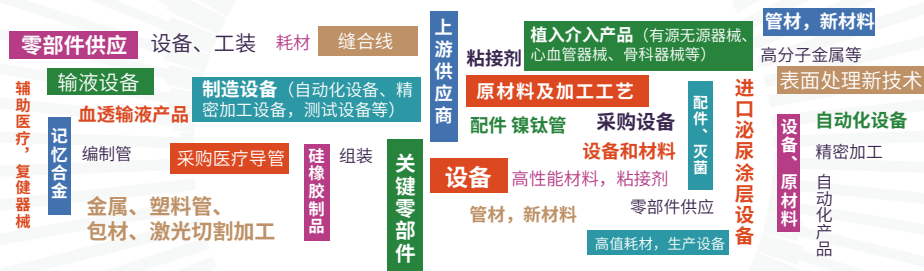 零部件供应
设备、工装
耗材
缝合线
输液设备
制造设备（自动化设备、精
密加工设备，测试设备等）
辅助医疗，复健器械
血透输液产品
记忆合金
编制管
采购医疗导管
硅橡胶制品
组装
关键零部件
金属、塑料管、
包材、激光切割加工
上游供应商
粘接剂
植入介入产品（有源无源器械、
心血管器械、骨科器械等）
管材，新材料
高分子金属等
表面处理新技术
原材料及加工工艺
配件、灭菌
进口泌尿涂层设备
配件 镍钛管
采购设备
设备和材料
设备
高性能材料，粘接剂
管材，新材料
零部件供应
高值耗材，生产设备
设备、原材料
自动化设备
精密加工
自动化产品